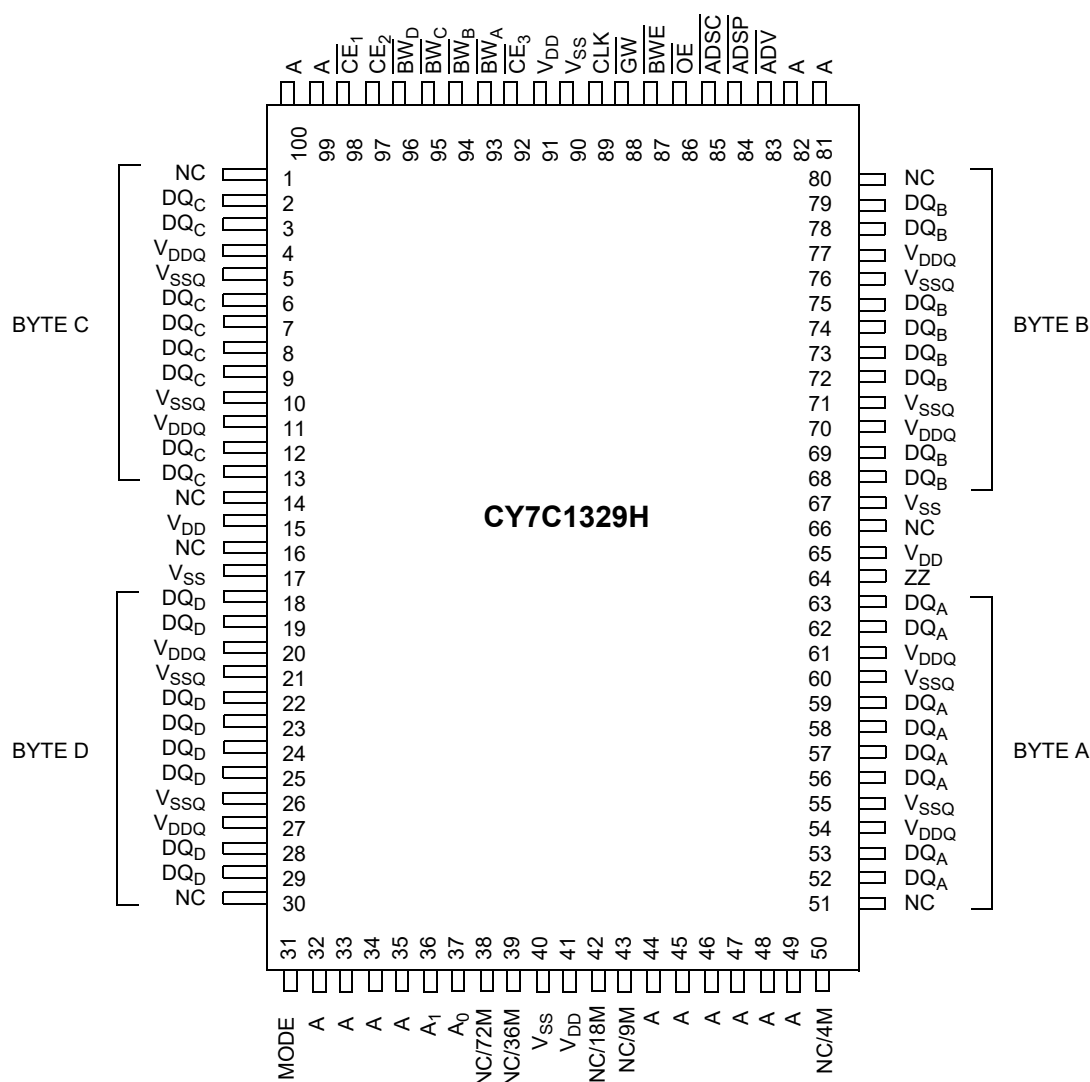 A
A
CE1
CE2
BWD
BWC
BWB
BWA
CE3
VDD
VSS
CLK
GW
BWE
OE
ADSC
ADSP
ADV
A
A
100
99
98
97
96
95
94
93
92
91
90
89
88
87
86
85
84
83
82
81
BYTE C
NC 1
DQC 2
DQC 3
VDDQ 4
VSSQ 5
DQC 6
DQC 7
DQC 8
DQC 9
VSSQ 10
VDDQ 11
DQC 12
DQC 13
NC 14
VDD 15
NC 16
VSS 17
BYTE D
DQD 18
DQD 19
VDDQ 20
VSSQ 21
DQD 22
DQD 23
DQD 24
DQD 25
VSSQ 26
VDDQ 27
DQD 28
DQD 29
NC 30
CY7C1329H
80 NC
79 DQB
78 DQB
77 VDDQ
76 VSSQ
75 DQB
74 DQB
73 DQB
72 DQB
71 VSSQ
70 VDDQ
69 DQB
68 DQB
BYTE B
67 VSS
66 NC
65 VDD
64 ZZ
63 DQA
62 DQA
61 VDDQ
60 VSSQ
59 DQA
58 DQA
57 DQA
56 DQA
55 VSSQ
54 VDDQ
53 DQA
52 DQA
51 NC
BYTE A
31
32
33
34
35
36
37
38
39
40
41
42
43
44
45
46
47
48
49
50
MODE
A
A
A
A
A1
A0
NC/72M
NC/36M
VSS
VDD
NC/18M
NC/9M
A
A
A
A
A
A
NC/4M